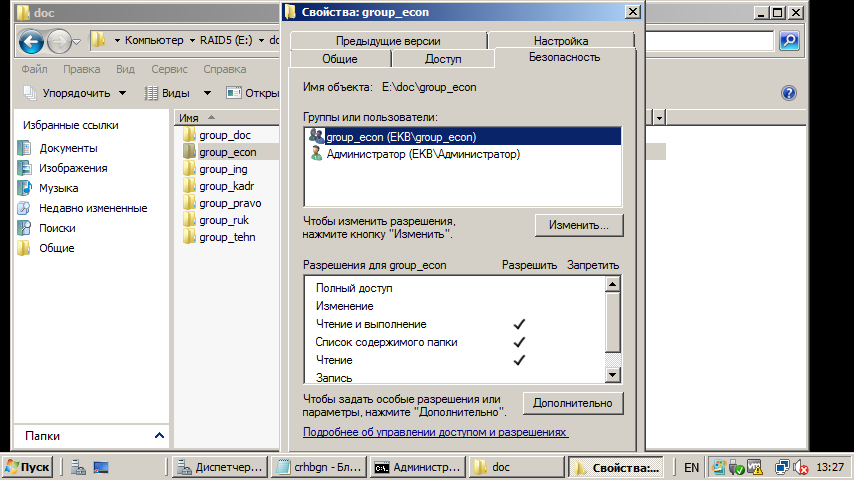 doc
Компьютер
RAID5 (E:)
Файл Правка Вид Сервис Справка
Упорядочить Виды
Избранные ссылки
Документы
Изображения
Музыка
Недавно измененные
Поиски
Общие
Папки
Имя
group_doc
group_econ
group_ing
group_kadr
group_pravo
group_ruk
group_tehn
Свойства: group_econ
Предыдущие версии Настройка
Общие Доступ Безопасность
Имя объекта: E:\doc\group_econ
Группы или пользователи:
group_econ (EKB\group_econ)
Администратор (EKB\Администратор)
Чтобы изменить разрешения,
нажмите кнопку "Изменить".
Изменить...
Разрешения для group_econ Разрешить Запретить
Полный доступ
Изменение
Чтение и выполнение
Список содержимого папки
Чтение
Запись
Чтобы задать особые разрешения или
параметры, нажмите "Дополнительно".
Дополнительно
Подробнее об управлении доступом и разрешениях
Пуск Диспетчер... crhbgn - Бл... Администр... doc Свойства:... EN 13:27